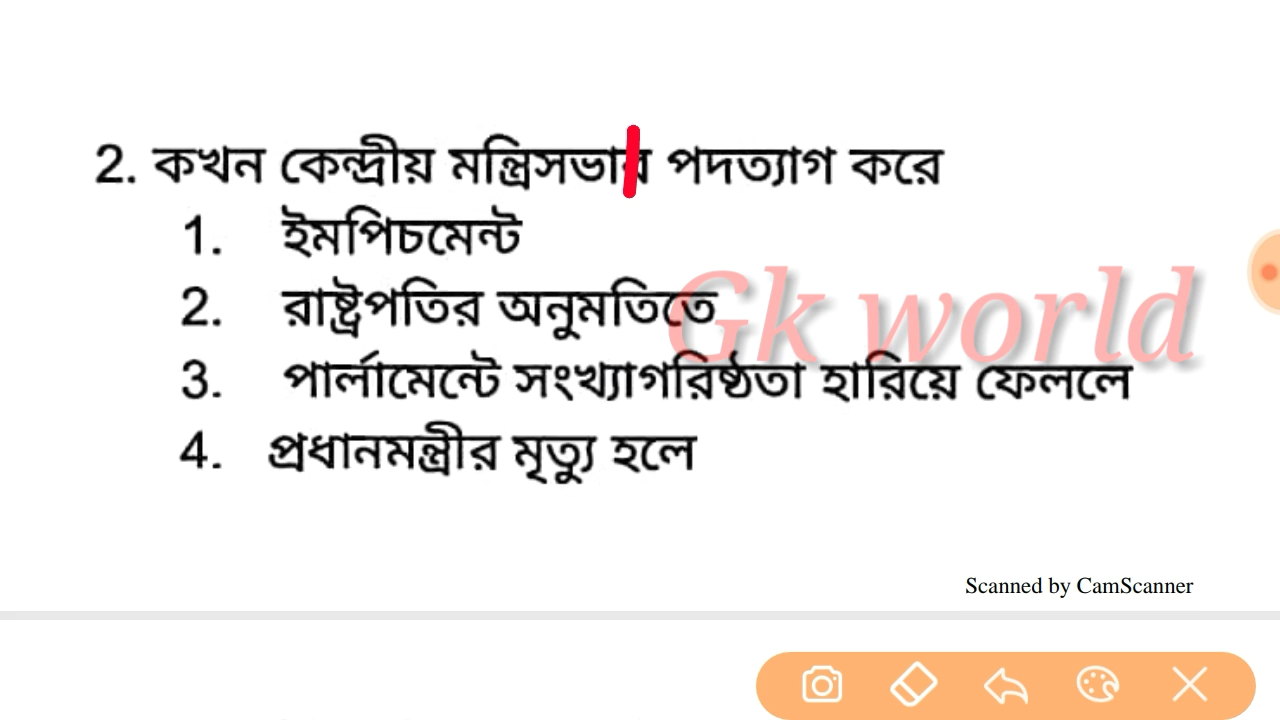 2. কখন কেন্দ্রীয় মন্ত্রিসভার পদত্যাগ করে
1. ইমপিচমেন্ট
2. রাষ্ট্রপতির অনুমতিতে
Gk world
3. পার্লামেন্টে সংখ্যাগরিষ্ঠতা হারিয়ে ফেললে
4. প্রধানমন্ত্রীর মৃত্যু হলে
Scanned by CamScanner